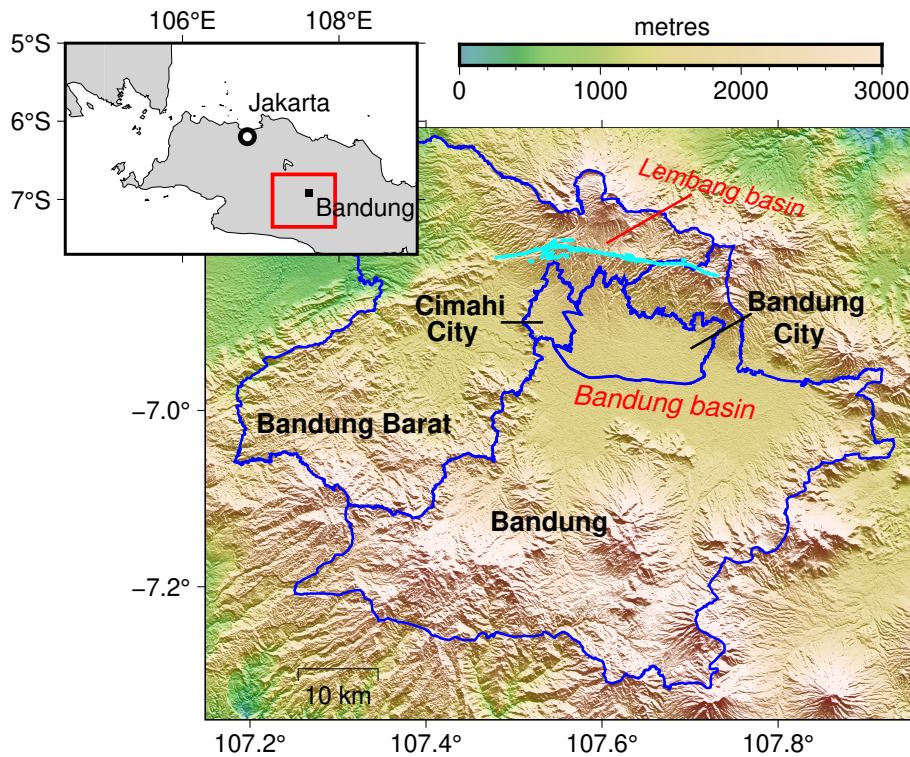 106°E 108°E
5°S
6°S
7°S
Jakarta
Bandung
metres
0 1000 2000 3000
Lembang basin
Cimahi
City
Bandung
City
Bandung basin
Bandung Barat
Bandung
−7.0°
−7.2°
10 km
107.2° 107.4° 107.6° 107.8°